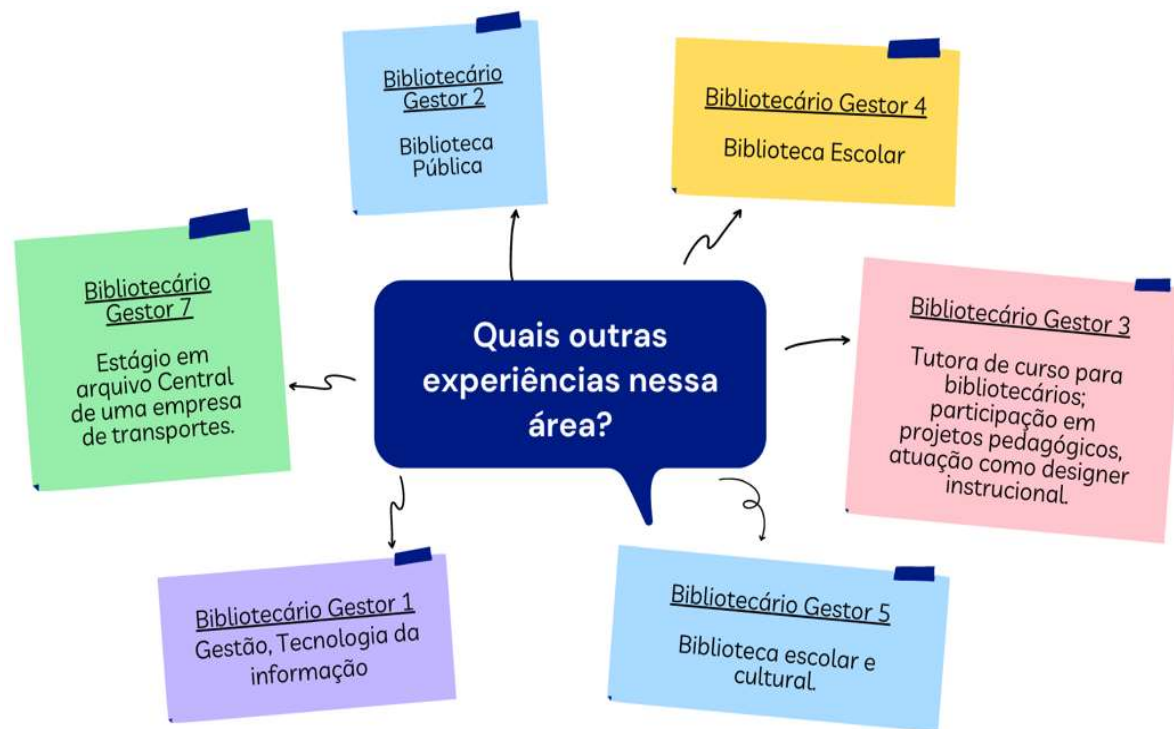 Bibliotecário
Gestor 2
Biblioteca
Pública
Bibliotecário Gestor 4
Biblioteca Escolar
Bibliotecário
Gestor 7
Estágio em
arquivo Central
de uma empresa
de transportes.
Quais outras
experiências nessa
área?
Bibliotecário Gestor 3
Tutora de curso para
bibliotecários;
participação em
projetos pedagógicos,
atuação como designer
instrucional.
Bibliotecário Gestor 1
Gestão, Tecnologia da
informação
Bibliotecário Gestor 5
Biblioteca escolar e
cultural.